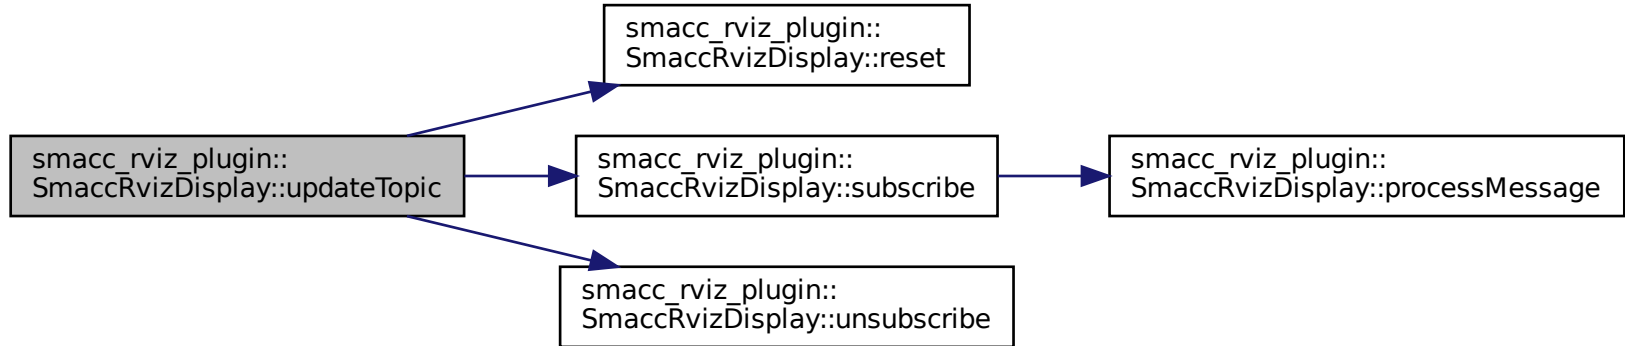 smacc_rviz_plugin::
SmaccRvizDisplay::reset
smacc_rviz_plugin::
SmaccRvizDisplay::updateTopic
smacc_rviz_plugin::
SmaccRvizDisplay::subscribe
smacc_rviz_plugin::
SmaccRvizDisplay::processMessage
smacc_rviz_plugin::
SmaccRvizDisplay::unsubscribe